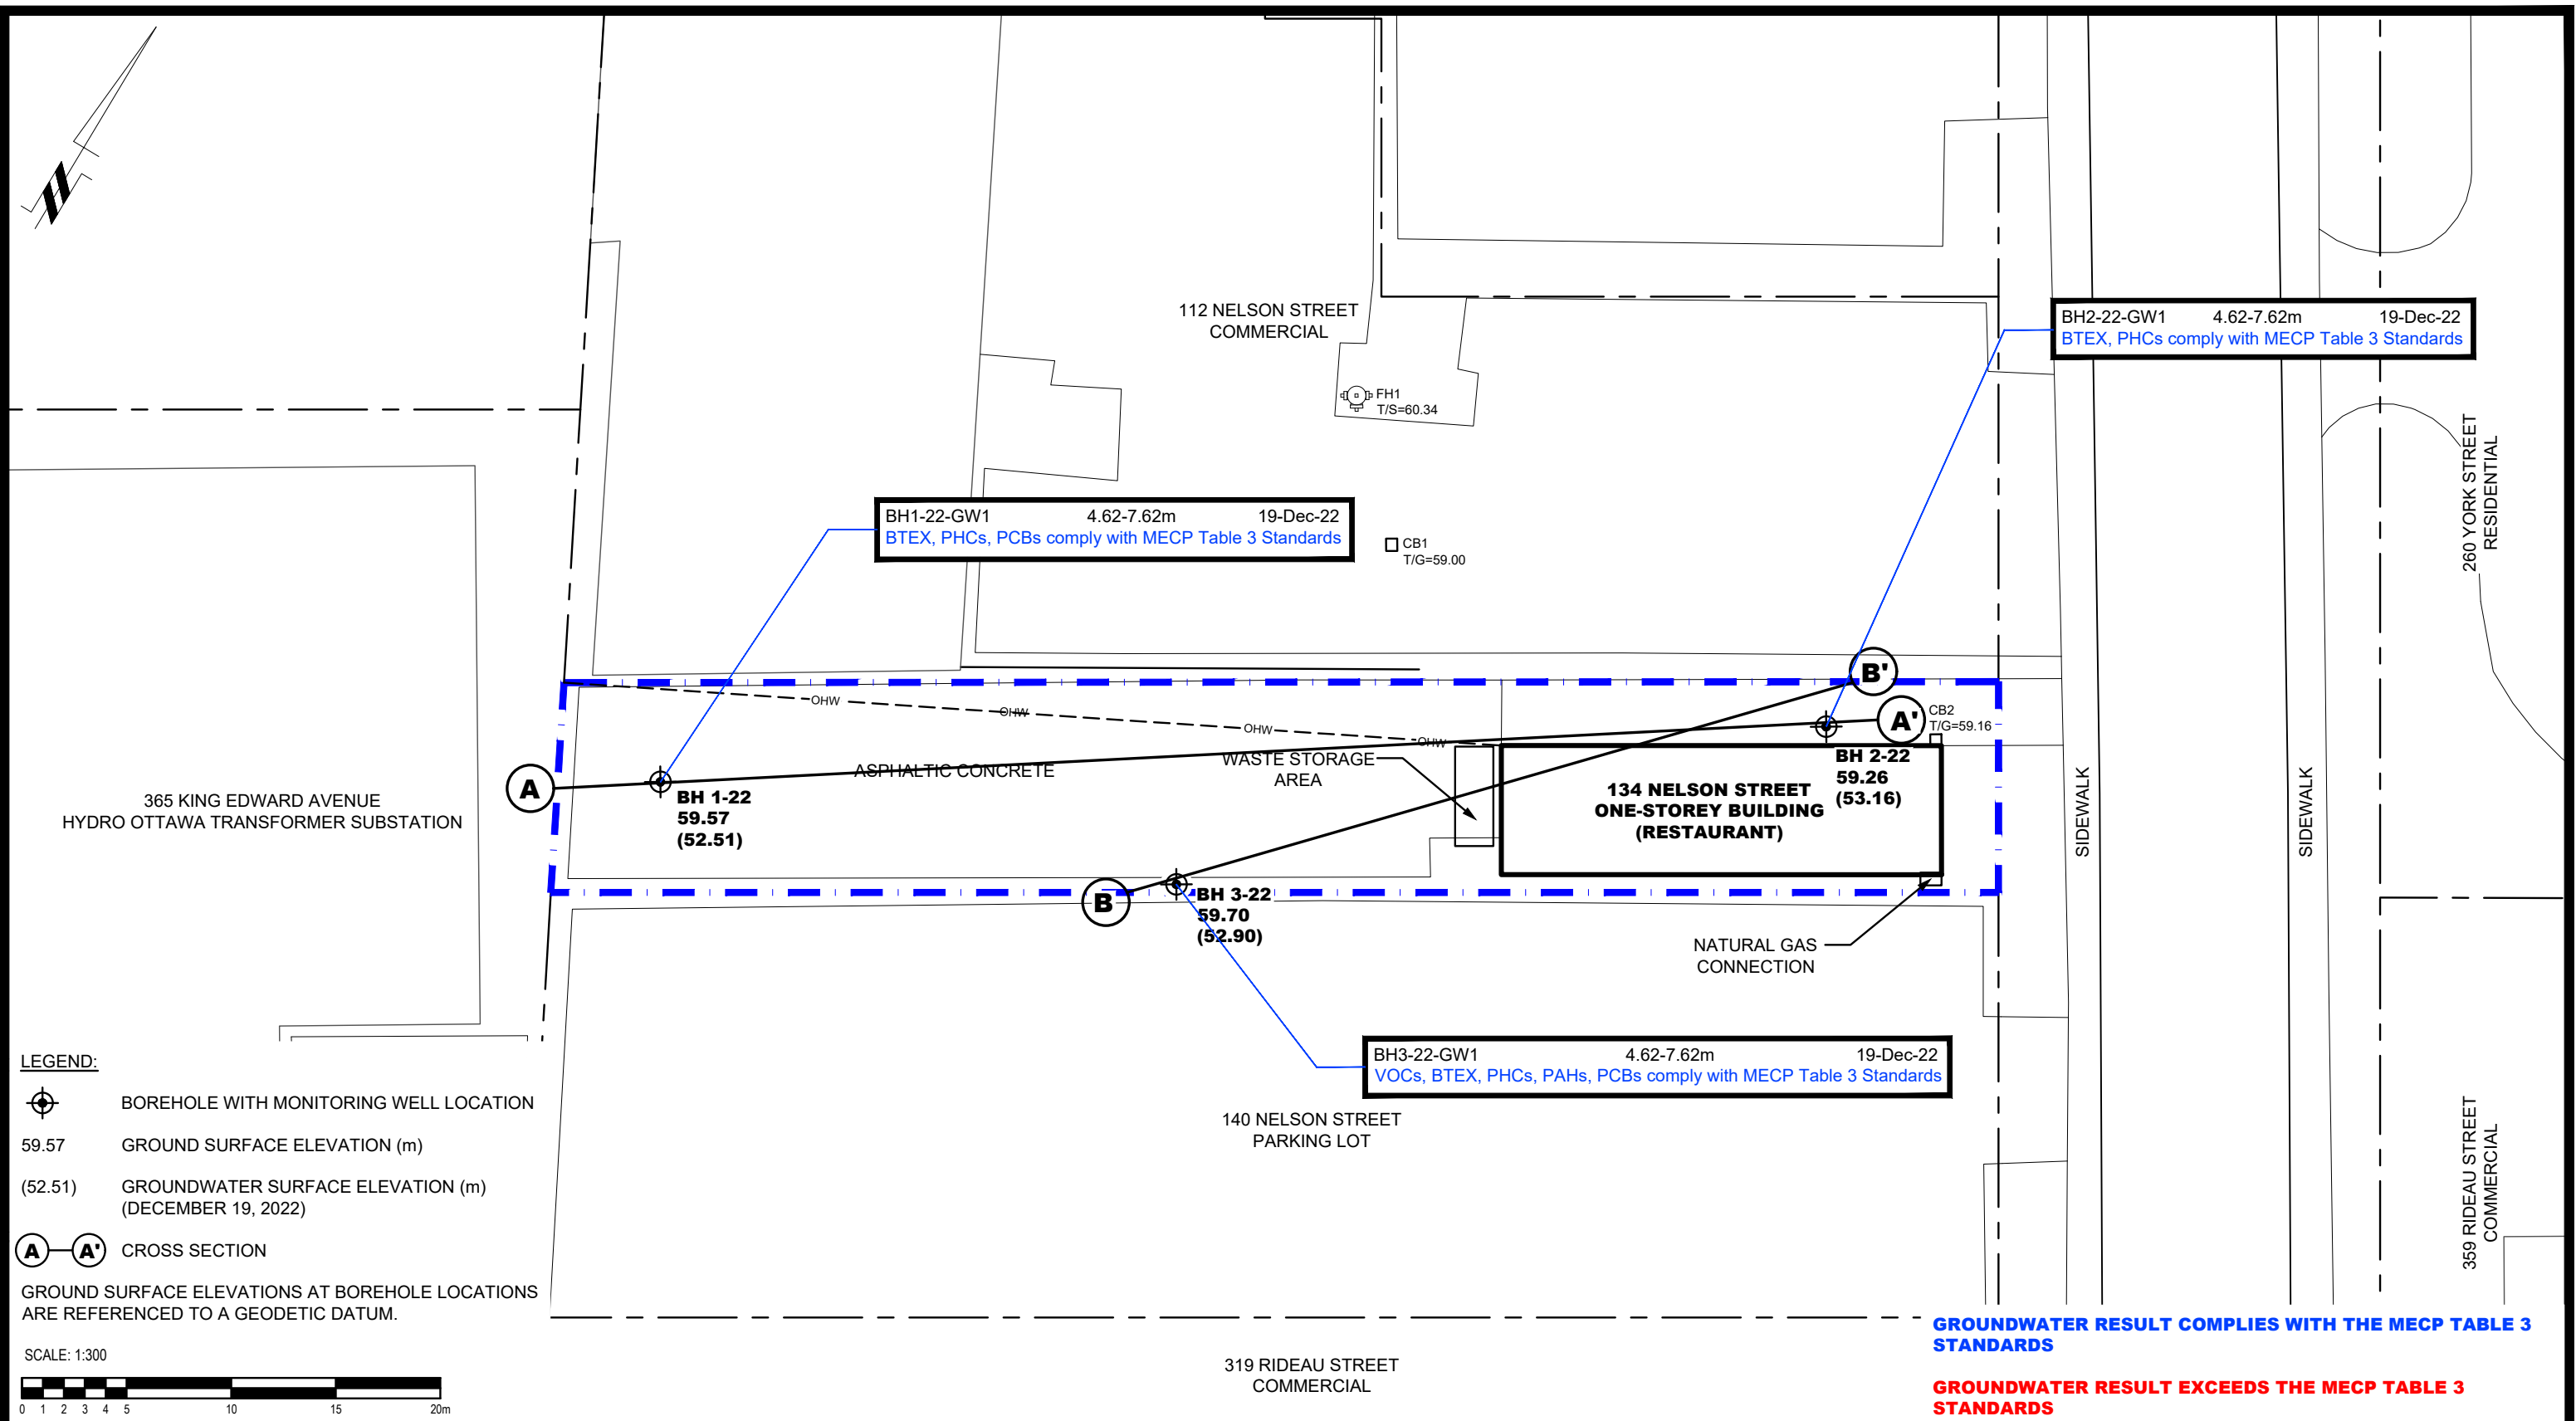 112 NELSON STREET
COMMERCIAL
BH2-22-GW1 4.62-7.62m 19-Dec-22
BTEX, PHCs comply with MECP Table 3 Standards
FH1
T/S=60.34
260 YORK STREET
RESIDENTIAL
BH1-22-GW1 4.62-7.62m 19-Dec-22
BTEX, PHCs, PCBs comply with MECP Table 3 Standards
CB1
T/G=59.00
B'
OHW
OHW
OHW
OHW
A'
CB2
T/G=59.16
A
ASPHALTIC CONCRETE
WASTE STORAGE
AREA
BH 1-22
59.57
(52.51)
134 NELSON STREET
ONE-STOREY BUILDING
(RESTAURANT)
BH 2-22
59.26
(53.16)
365 KING EDWARD AVENUE
HYDRO OTTAWA TRANSFORMER SUBSTATION
SIDEWALK
SIDEWALK
B
BH 3-22
59.70
(52.90)
NATURAL GAS
CONNECTION
BH3-22-GW1 4.62-7.62m 19-Dec-22
VOCs, BTEX, PHCs, PAHs, PCBs comply with MECP Table 3 Standards
140 NELSON STREET
PARKING LOT
359 RIDEAU STREET
COMMERCIAL
LEGEND:
BOREHOLE WITH MONITORING WELL LOCATION
59.57 GROUND SURFACE ELEVATION (m)
(52.51) GROUNDWATER SURFACE ELEVATION (m)
(DECEMBER 19, 2022)
A A' CROSS SECTION
GROUND SURFACE ELEVATIONS AT BOREHOLE LOCATIONS
ARE REFERENCED TO A GEODETIC DATUM.
SCALE: 1:300
0 1 2 3 4 5 10 15 20m
319 RIDEAU STREET
COMMERCIAL
GROUNDWATER RESULT COMPLIES WITH THE MECP TABLE 3
STANDARDS
GROUNDWATER RESULT EXCEEDS THE MECP TABLE 3
STANDARDS